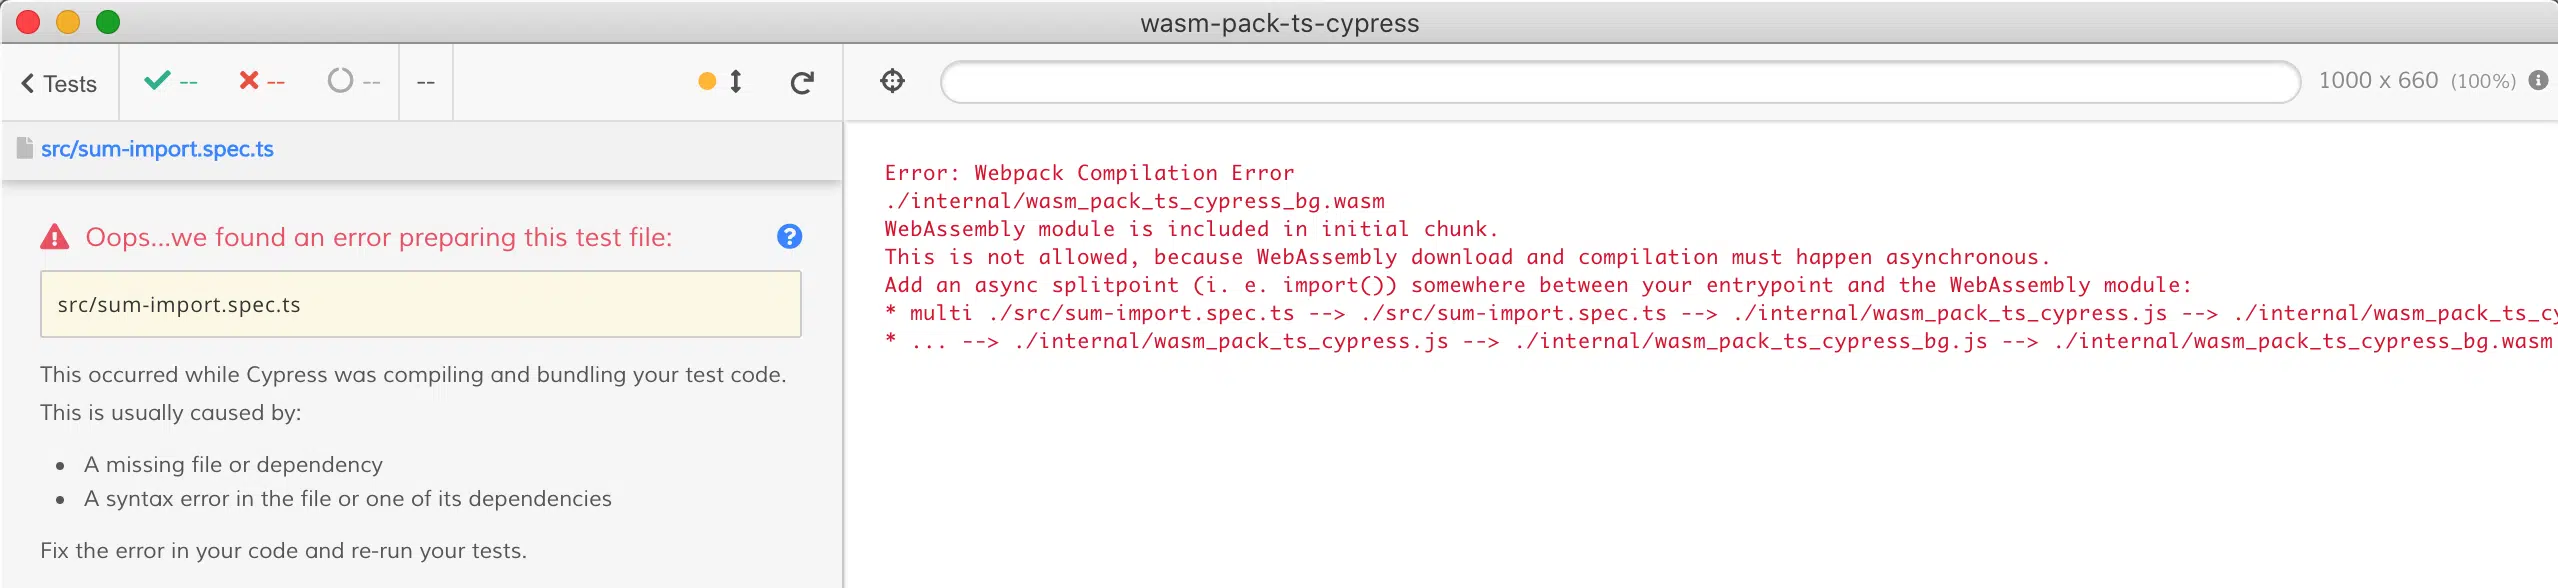 wasm-pack-ts-cypress
Tests -- -- -- --
1000 x 660 (100%)
src/sum-import.spec.ts
Oops...we found an error preparing this test file:
src/sum-import.spec.ts
This occurred while Cypress was compiling and bundling your test code.
This is usually caused by:
• A missing file or dependency
• A syntax error in the file or one of its dependencies
Fix the error in your code and re-run your tests.
Error: Webpack Compilation Error
./internal/wasm_pack_ts_cypress_bg.wasm
WebAssembly module is included in initial chunk.
This is not allowed, because WebAssembly download and compilation must happen asynchronous.
Add an async splitpoint (i. e. import()) somewhere between your entrypoint and the WebAssembly module:
* multi ./src/sum-import.spec.ts --> ./src/sum-import.spec.ts --> ./internal/wasm_pack_ts_cypress.js --> ./internal/wasm_pack_ts_cy
* ... --> ./internal/wasm_pack_ts_cypress.js --> ./internal/wasm_pack_ts_cypress_bg.js --> ./internal/wasm_pack_ts_cypress_bg.wasm